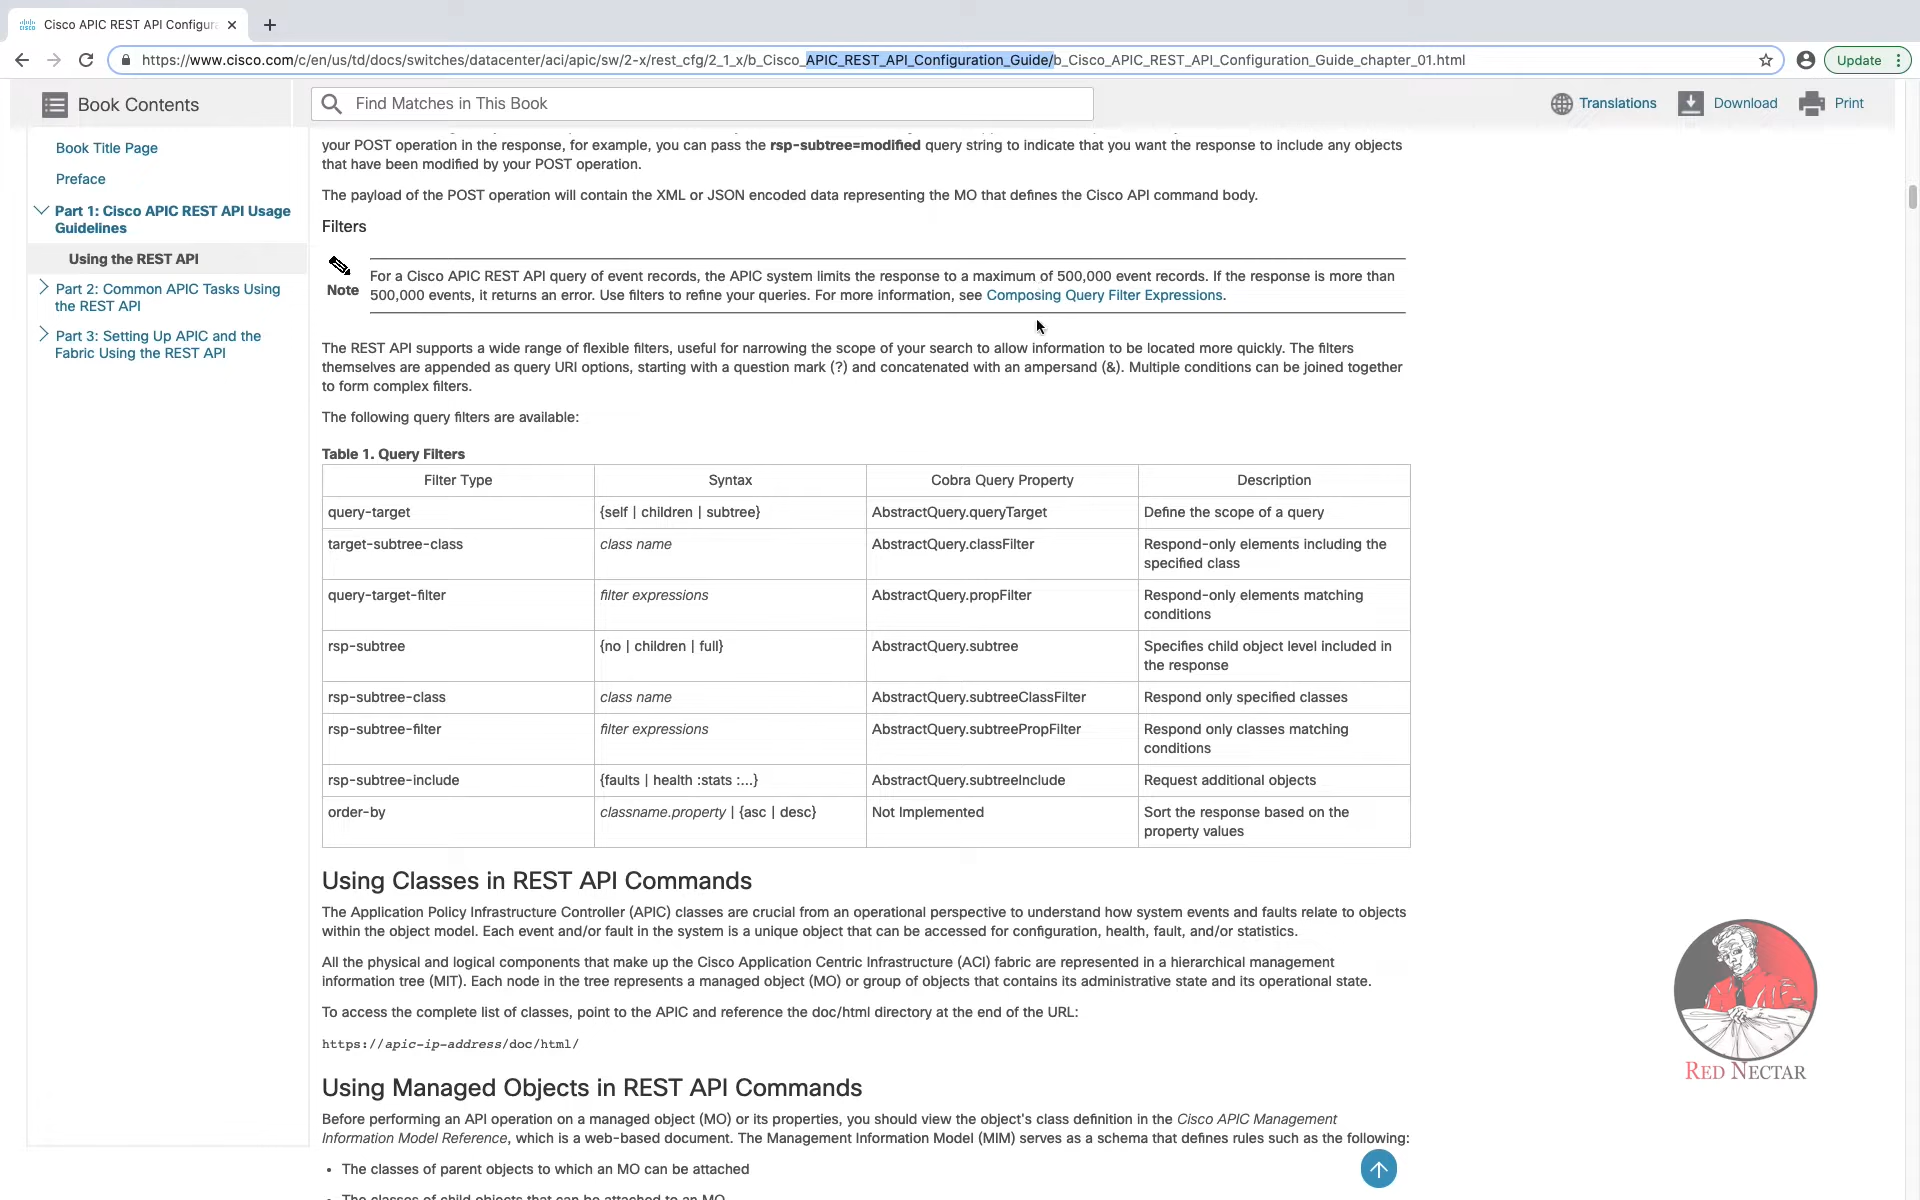 Cisco APIC REST API Configura
https://www.cisco.com/c/en/us/td/docs/switches/datacenter/aci/apic/sw/2-x/rest_cfg/2_1_x/b_Cisco_APIC_REST_API_Configuration_Guide/b_Cisco_APIC_REST_API_Configuration_Guide_chapter_01.html
Update
Book Contents
Find Matches in This Book
Translations
Download
Print
Book Title Page
Preface
Part 1: Cisco APIC REST API Usage
Guidelines
Using the REST API
Part 2: Common APIC Tasks Using
the REST API
Part 3: Setting Up APIC and the
Fabric Using the REST API
your POST operation in the response, for example, you can pass the rsp-subtree=modified query string to indicate that you want the response to include any objects
that have been modified by your POST operation.
The payload of the POST operation will contain the XML or JSON encoded data representing the MO that defines the Cisco API command body.
Filters
Note
For a Cisco APIC REST API query of event records, the APIC system limits the response to a maximum of 500,000 event records. If the response is more than
500,000 events, it returns an error. Use filters to refine your queries. For more information, see Composing Query Filter Expressions.
The REST API supports a wide range of flexible filters, useful for narrowing the scope of your search to allow information to be located more quickly. The filters
themselves are appended as query URI options, starting with a question mark (?) and concatenated with an ampersand (&). Multiple conditions can be joined together
to form complex filters.
The following query filters are available:
Table 1. Query Filters
Filter Type Syntax Cobra Query Property Description
query-target {self | children | subtree} AbstractQuery.queryTarget Define the scope of a query
target-subtree-class class name AbstractQuery.classFilter Respond-only elements including the
specified class
query-target-filter filter expressions AbstractQuery.propFilter Respond-only elements matching
conditions
rsp-subtree {no | children | full} AbstractQuery.subtree Specifies child object level included in
the response
rsp-subtree-class class name AbstractQuery.subtreeClassFilter Respond only specified classes
rsp-subtree-filter filter expressions AbstractQuery.subtreePropFilter Respond only classes matching
conditions
rsp-subtree-include {faults | health :stats :...} AbstractQuery.subtreeInclude Request additional objects
order-by classname.property | {asc | desc} Not Implemented Sort the response based on the
property values
Using Classes in REST API Commands
The Application Policy Infrastructure Controller (APIC) classes are crucial from an operational perspective to understand how system events and faults relate to objects
within the object model. Each event and/or fault in the system is a unique object that can be accessed for configuration, health, fault, and/or statistics.
All the physical and logical components that make up the Cisco Application Centric Infrastructure (ACI) fabric are represented in a hierarchical management
information tree (MIT). Each node in the tree represents a managed object (MO) or group of objects that contains its administrative state and its operational state.
To access the complete list of classes, point to the APIC and reference the doc/html directory at the end of the URL:
https://apic-ip-address/doc/html/
Using Managed Objects in REST API Commands
Before performing an API operation on a managed object (MO) or its properties, you should view the object's class definition in the Cisco APIC Management
Information Model Reference, which is a web-based document. The Management Information Model (MIM) serves as a schema that defines rules such as the following:
• The classes of parent objects to which an MO can be attached
• The classes of child objects that can be attached to an MO
RED NECTAR